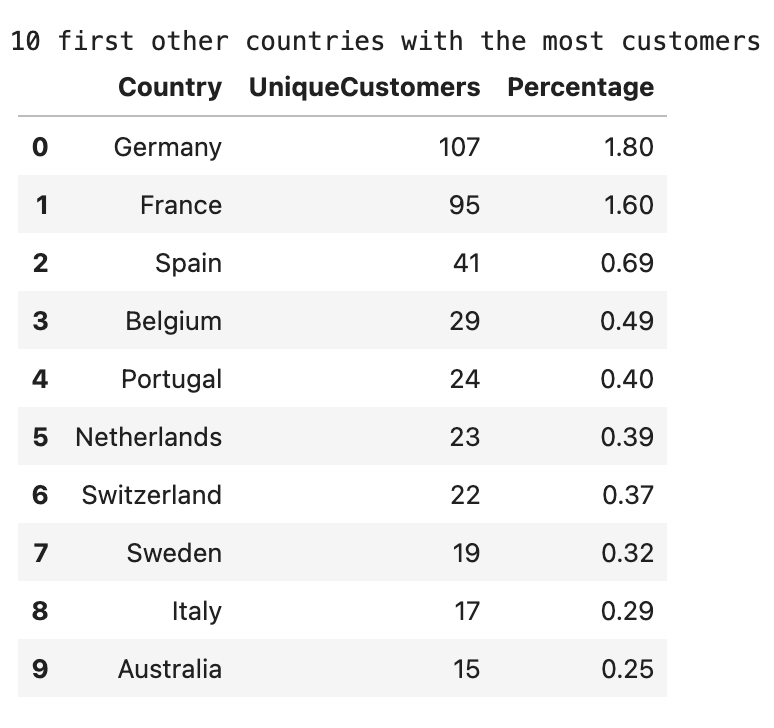 10 first other countries with the most customers
Country UniqueCustomers Percentage
0 Germany 107 1.80
1 France 95 1.60
2 Spain 41 0.69
3 Belgium 29 0.49
4 Portugal 24 0.40
5 Netherlands 23 0.39
6 Switzerland 22 0.37
7 Sweden 19 0.32
8 Italy 17 0.29
9 Australia 15 0.25